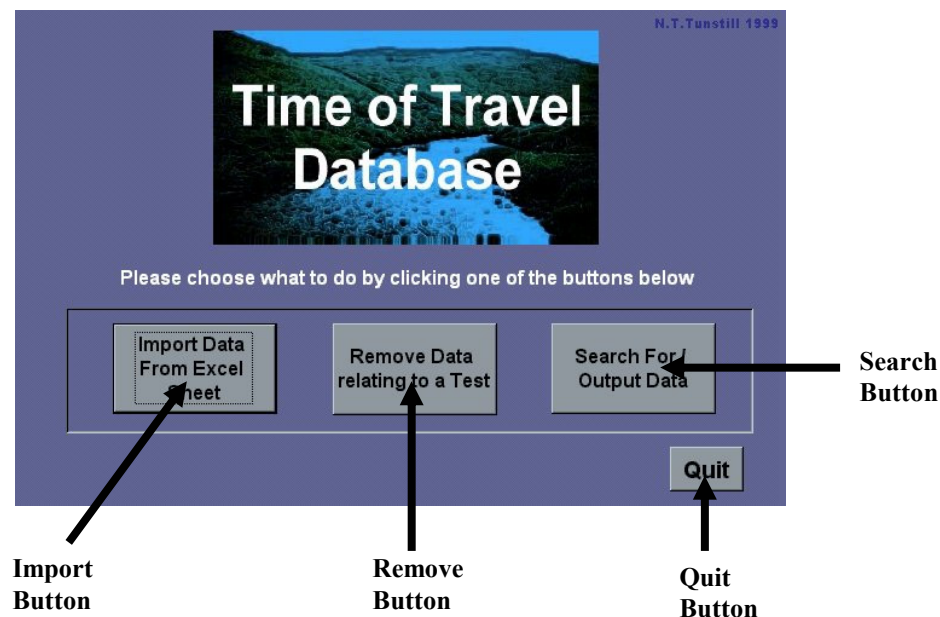 N.T.Tunstill 1999
Time of Travel
Database
Please choose what to do by clicking one of the buttons below
Import Data
From Excel
Sheet
Remove Data
relating to a Test
Search For /
Output Data
Quit
Search
Button
Import
Button
Remove
Button
Quit
Button